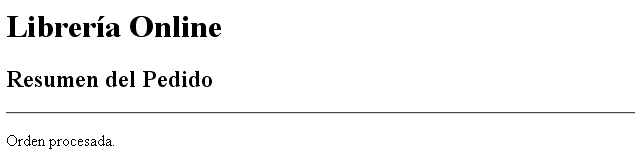 Librería Online
Resumen del Pedido
Orden procesada.